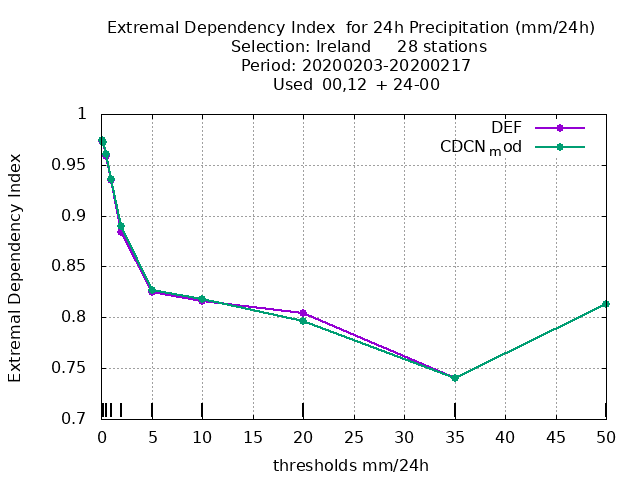 Extremal Dependency Index  for 24h Precipitation (mm/24h)
Selection: Ireland     28 stations
Period: 20200203-20200217
Used  00,12  + 24-00
DEF
CDCN_mod
Extremal Dependency Index
1
0.95
0.9
0.85
0.8
0.75
0.7
0 5 10 15 20 25 30 35 40 45 50
thresholds mm/24h